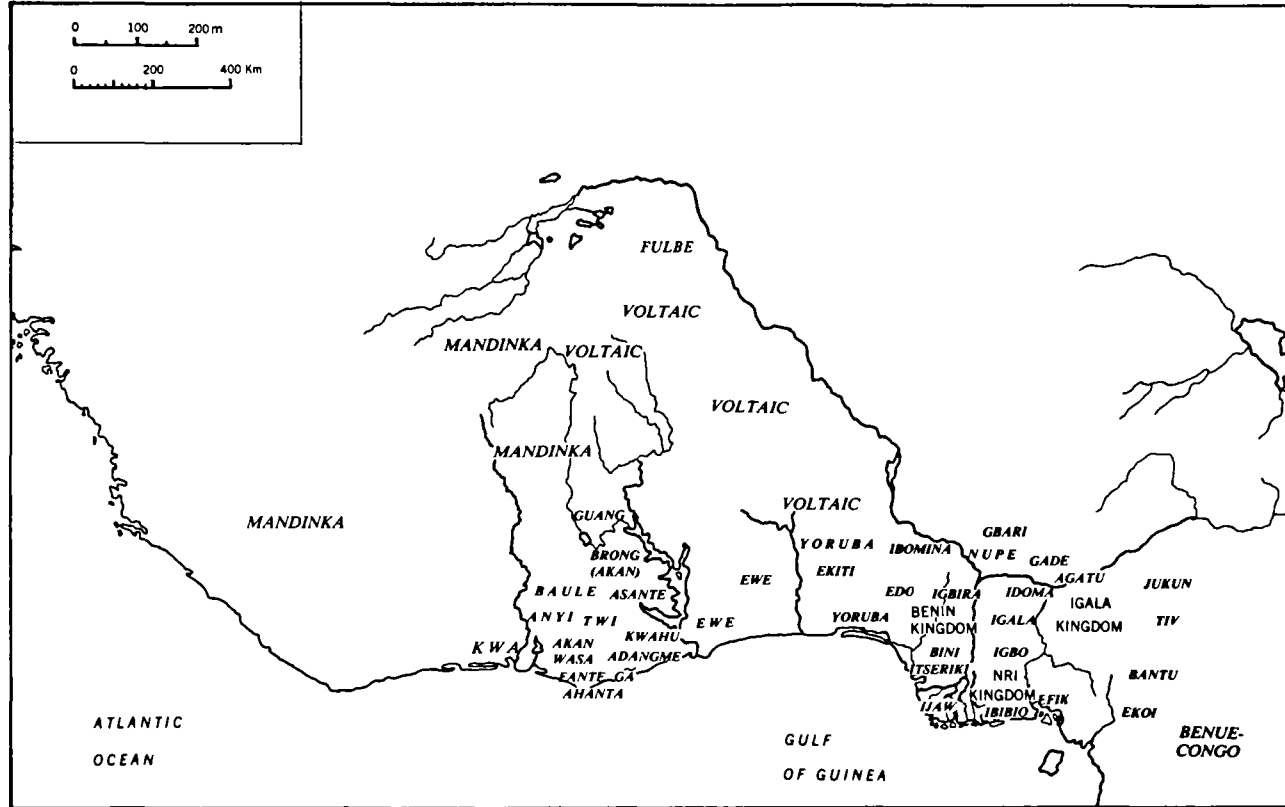 0 100 200 m
0 200 400 Km
FULBE
VOLTAIC
MANDINKA VOLTAIC
VOLTAIC
MANDINKA
VOLTAIC
GUANG
MANDINKA
GBARI
YORUBA IBOMINA NUPE
BRONG
(AKAN)
GADE
EWE EKITI
AGATU JUKUN
BAULE ASANTE
EDO IGBIRA IDOMA
IGALA
KINGDOM
BENIN
KINGDOM
ANYI TWI EWE YORUBA IGALA TIV
KWAHU
KWA AKAN
WASA ADANGME
BINI IGBO
ITSERIKI
FANTE GA
NRI
KINGDOM
BANTU
AHANTA
EFIK
IJAW IBIBIO EKOI
ATLANTIC
OCEAN
GULF
OF GUINEA
BENUE-
CONGO